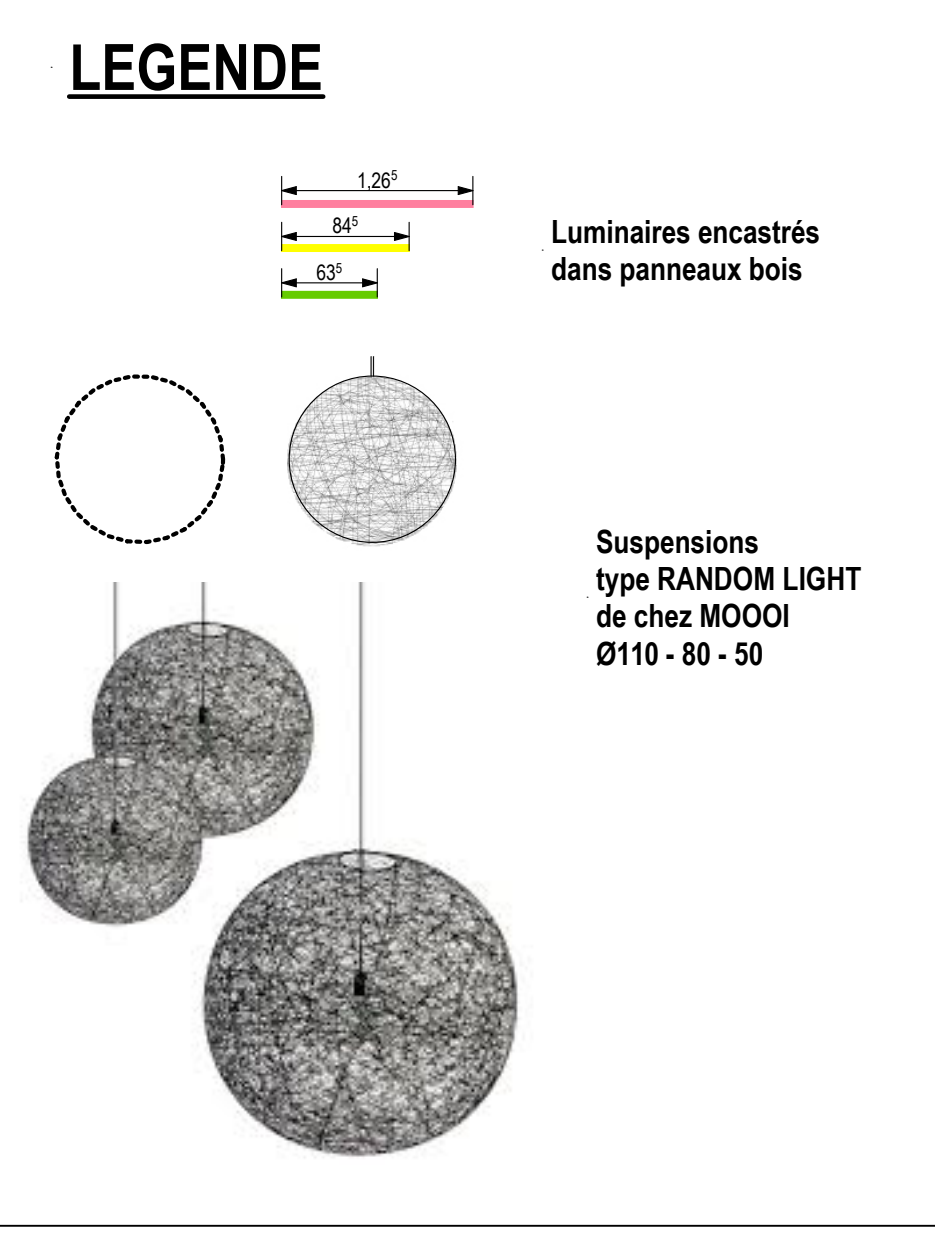 LEGENDE
1,26⁵
84⁵
63⁵
Luminaires encastrés
dans panneaux bois
Suspensions
type RANDOM LIGHT
de chez MOOOI
Ø110 - 80 - 50